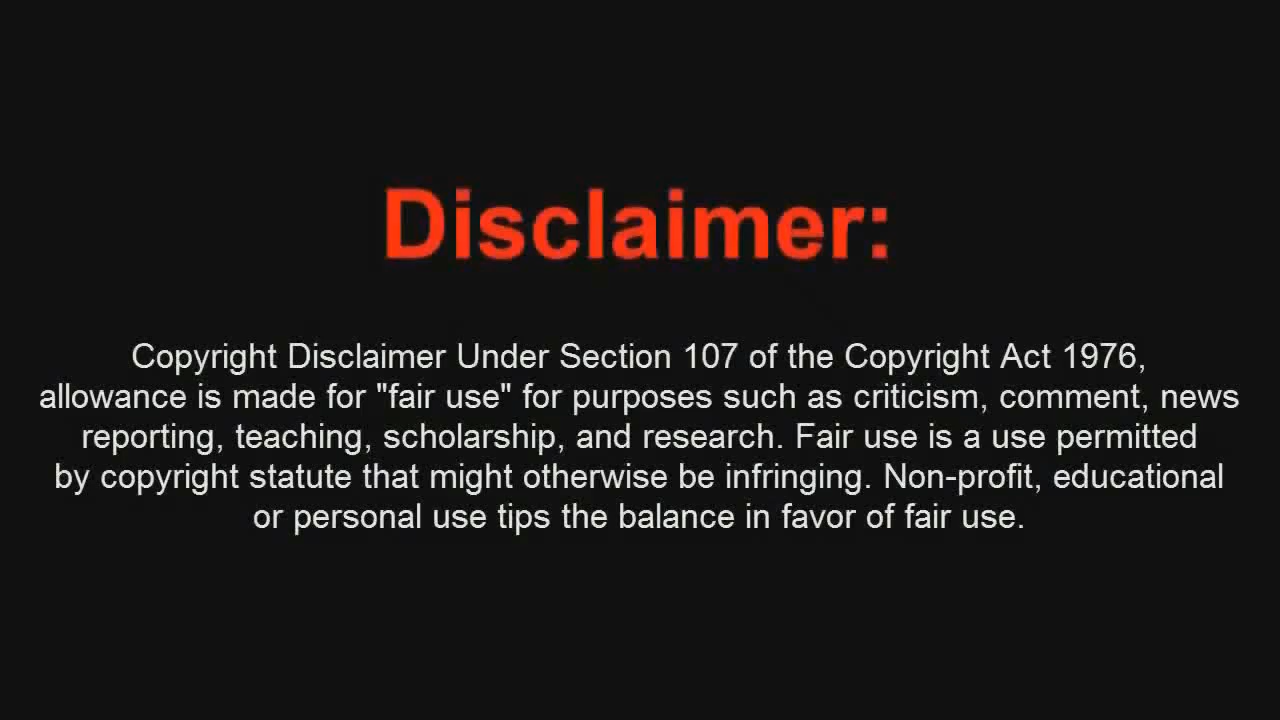 Disclaimer:
Copyright Disclaimer Under Section 107 of the Copyright Act 1976,
allowance is made for "fair use" for purposes such as criticism, comment, news
reporting, teaching, scholarship, and research. Fair use is a use permitted
by copyright statute that might otherwise be infringing. Non-profit, educational
or personal use tips the balance in favor of fair use.